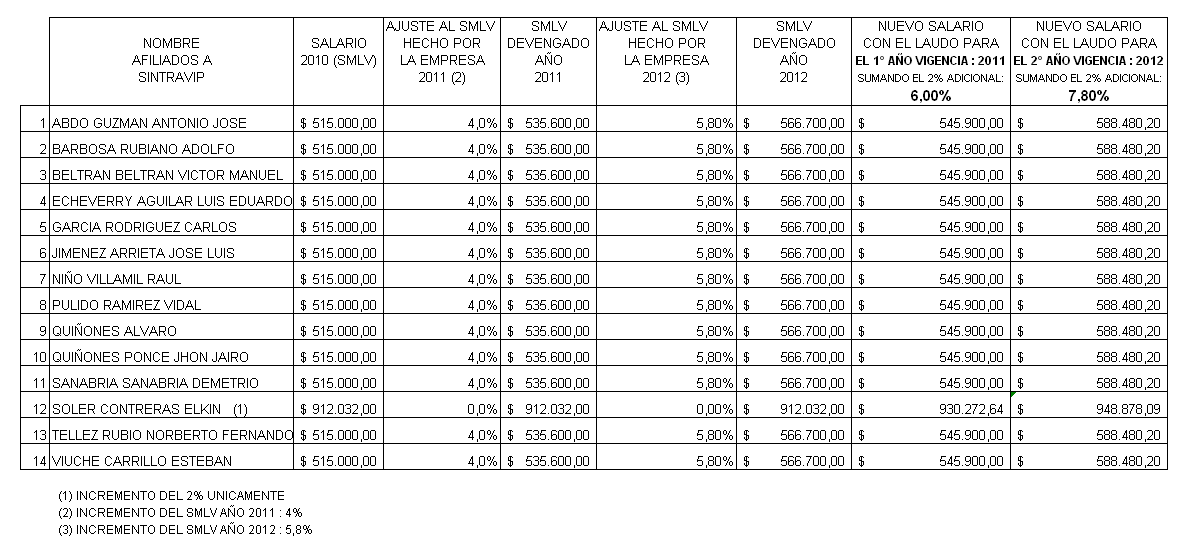 NOMBRE
AFILIADOS A
SINTRAVIP
SALARIO
2010 (SMLV)
AJUSTE AL SMLV
HECHO POR
LA EMPRESA
2011 (2)
SMLV
DEVENGADO
AÑO
2011
AJUSTE AL SMLV
HECHO POR
LA EMPRESA
2012 (3)
SMLV
DEVENGADO
AÑO
2012
NUEVO SALARIO
CON EL LAUDO PARA
EL 1° AÑO VIGENCIA : 2011
SUMANDO EL 2% ADICIONAL:
6,00%
NUEVO SALARIO
CON EL LAUDO PARA
EL 2° AÑO VIGENCIA : 2012
SUMANDO EL 2% ADICIONAL:
7,80%
1 ABDO GUZMAN ANTONIO JOSE $ 515.000,00 4,0% $ 535.600,00 5,80% $ 566.700,00 $ 545.900,00 $ 588.480,20
2 BARBOSA RUBIANO ADOLFO $ 515.000,00 4,0% $ 535.600,00 5,80% $ 566.700,00 $ 545.900,00 $ 588.480,20
3 BELTRAN BELTRAN VICTOR MANUEL $ 515.000,00 4,0% $ 535.600,00 5,80% $ 566.700,00 $ 545.900,00 $ 588.480,20
4 ECHEVERRY AGUILAR LUIS EDUARDO $ 515.000,00 4,0% $ 535.600,00 5,80% $ 566.700,00 $ 545.900,00 $ 588.480,20
5 GARCIA RODRIGUEZ CARLOS $ 515.000,00 4,0% $ 535.600,00 5,80% $ 566.700,00 $ 545.900,00 $ 588.480,20
6 JIMENEZ ARRIETA JOSE LUIS $ 515.000,00 4,0% $ 535.600,00 5,80% $ 566.700,00 $ 545.900,00 $ 588.480,20
7 NIÑO VILLAMIL RAUL $ 515.000,00 4,0% $ 535.600,00 5,80% $ 566.700,00 $ 545.900,00 $ 588.480,20
8 PULIDO RAMIREZ VIDAL $ 515.000,00 4,0% $ 535.600,00 5,80% $ 566.700,00 $ 545.900,00 $ 588.480,20
9 QUIÑONES ALVARO $ 515.000,00 4,0% $ 535.600,00 5,80% $ 566.700,00 $ 545.900,00 $ 588.480,20
10 QUIÑONES PONCE JHON JAIRO $ 515.000,00 4,0% $ 535.600,00 5,80% $ 566.700,00 $ 545.900,00 $ 588.480,20
11 SANABRIA SANABRIA DEMETRIO $ 515.000,00 4,0% $ 535.600,00 5,80% $ 566.700,00 $ 545.900,00 $ 588.480,20
12 SOLER CONTRERAS ELKIN (1) $ 912.032,00 0,0% $ 912.032,00 0,00% $ 912.032,00 $ 930.272,64 $ 948.878,09
13 TELLEZ RUBIO NORBERTO FERNANDO $ 515.000,00 4,0% $ 535.600,00 5,80% $ 566.700,00 $ 545.900,00 $ 588.480,20
14 VIUCHE CARRILLO ESTEBAN $ 515.000,00 4,0% $ 535.600,00 5,80% $ 566.700,00 $ 545.900,00 $ 588.480,20
(1) INCREMENTO DEL 2% UNICAMENTE
(2) INCREMENTO DEL SMLV AÑO 2011 : 4%
(3) INCREMENTO DEL SMLV AÑO 2012 : 5,8%